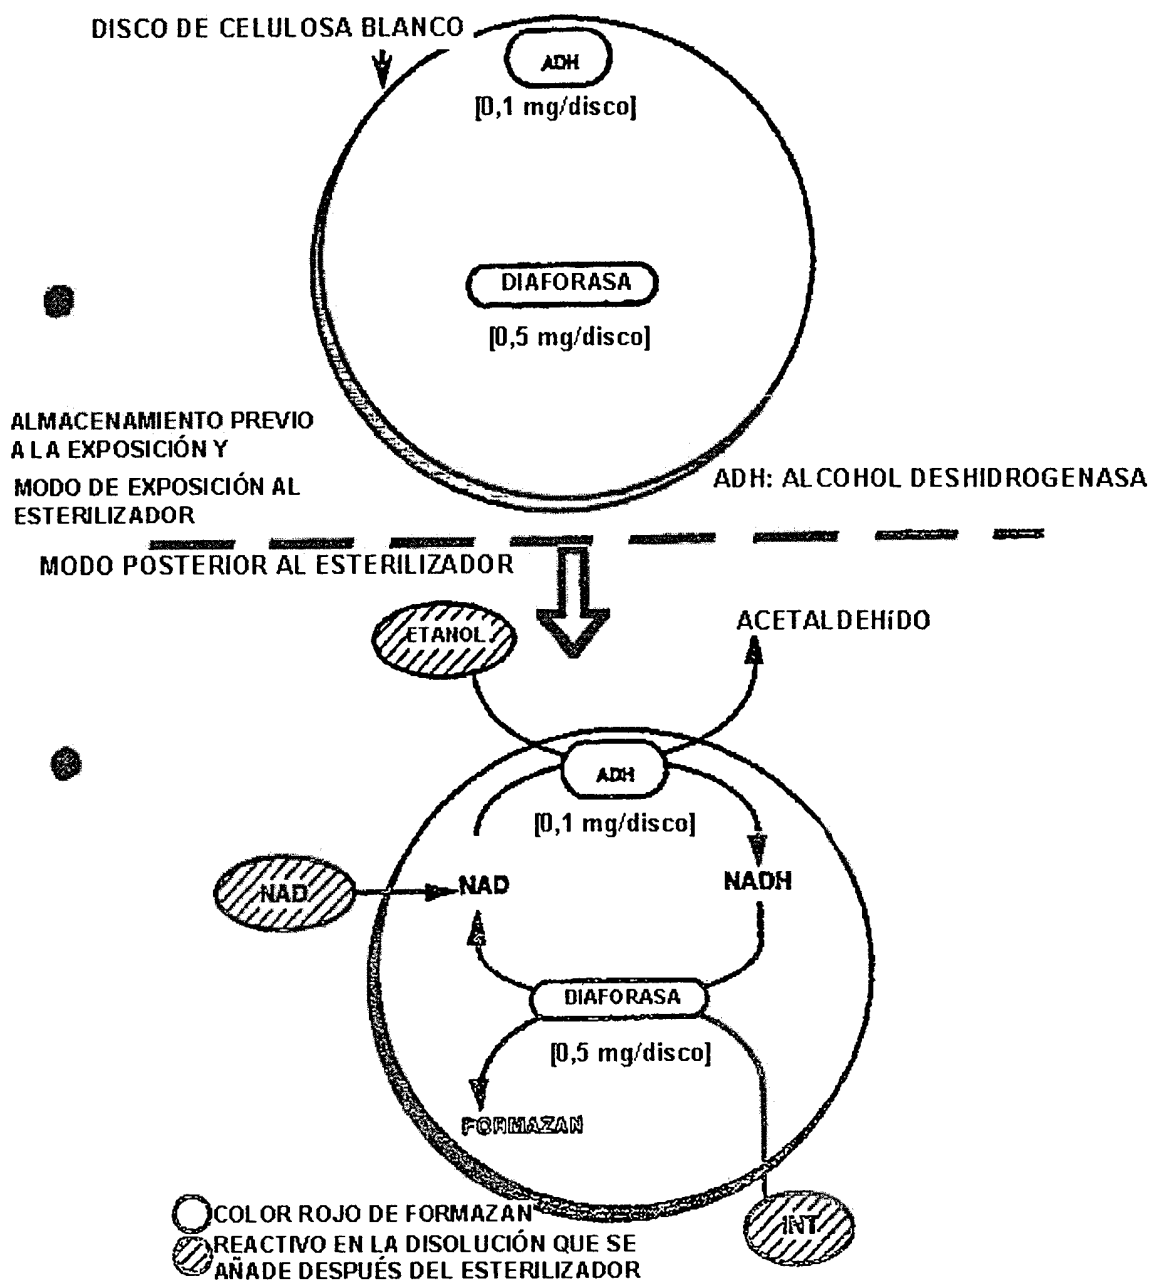 DISCO DE CELULOSA BLANCO
ADH
[0,1 mg/disco]
DIAFORASA
[0,5 mg/disco]
ALMACENAMIENTO PREVIO
A LA EXPOSICIÓN Y
MODO DE EXPOSICIÓN AL
ESTERILIZADOR
ADH: ALCOHOL DESHIDROGENASA
MODO POSTERIOR AL ESTERILIZADOR
ETANOL
ACETALDEHíDO
ADH
[0,1 mg/disco]
NAD
NAD
NADH
DIAFORASA
[0,5 mg/disco]
FORMAZAN
INT
COLOR ROJO DE FORMAZAN
REACTIVO EN LA DISOLUCIÓN QUE SE
AÑADE DESPUÉS DEL ESTERILIZADOR